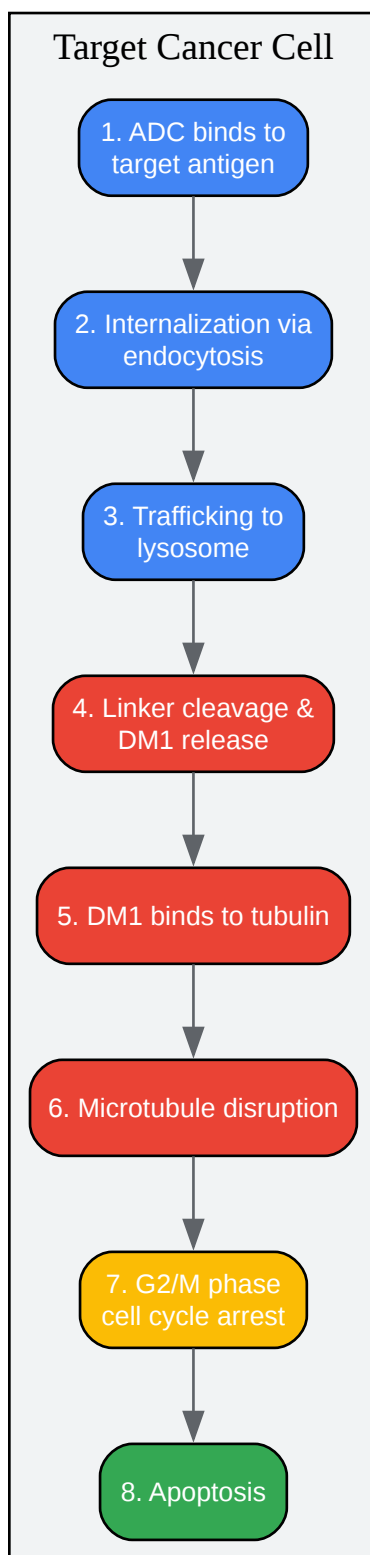 Target Cancer Cell
1. ADC binds to
target antigen
2. Internalization via
endocytosis
3. Trafficking to
lysosome
4. Linker cleavage &
DM1 release
5. DM1 binds to tubulin
6. Microtubule disruption
7. G2/M phase
cell cycle arrest
8. Apoptosis